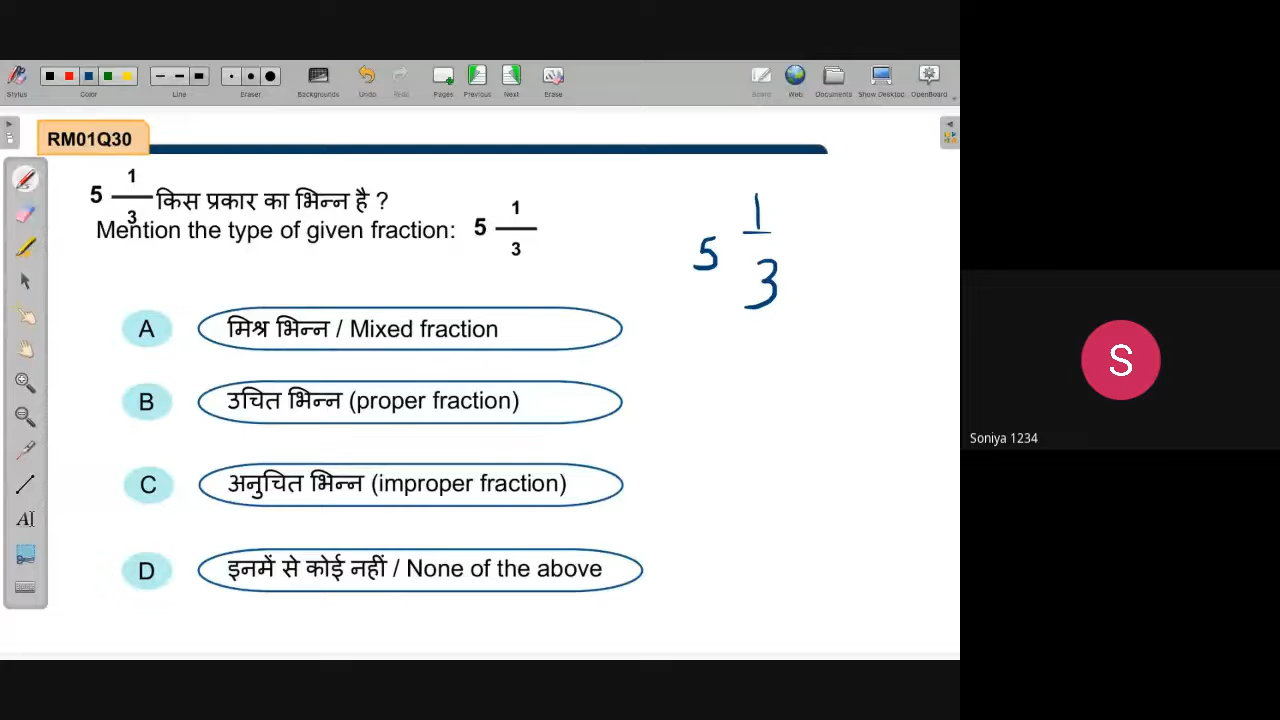 Stylus
Color
Line
Eraser
Backgrounds
Undo
Redo
Pages
Previous
Next
Erase
Board
Web
Documents
Show Desktop
OpenBoard
RM01Q30
5 1/3 किस प्रकार का भिन्न है ?
Mention the type of given fraction: 5 1/3
5 1/3
A मिश्र भिन्न / Mixed fraction
B उचित भिन्न (proper fraction)
C अनुचित भिन्न (improper fraction)
D इनमें से कोई नहीं / None of the above
AI
S
Soniya 1234